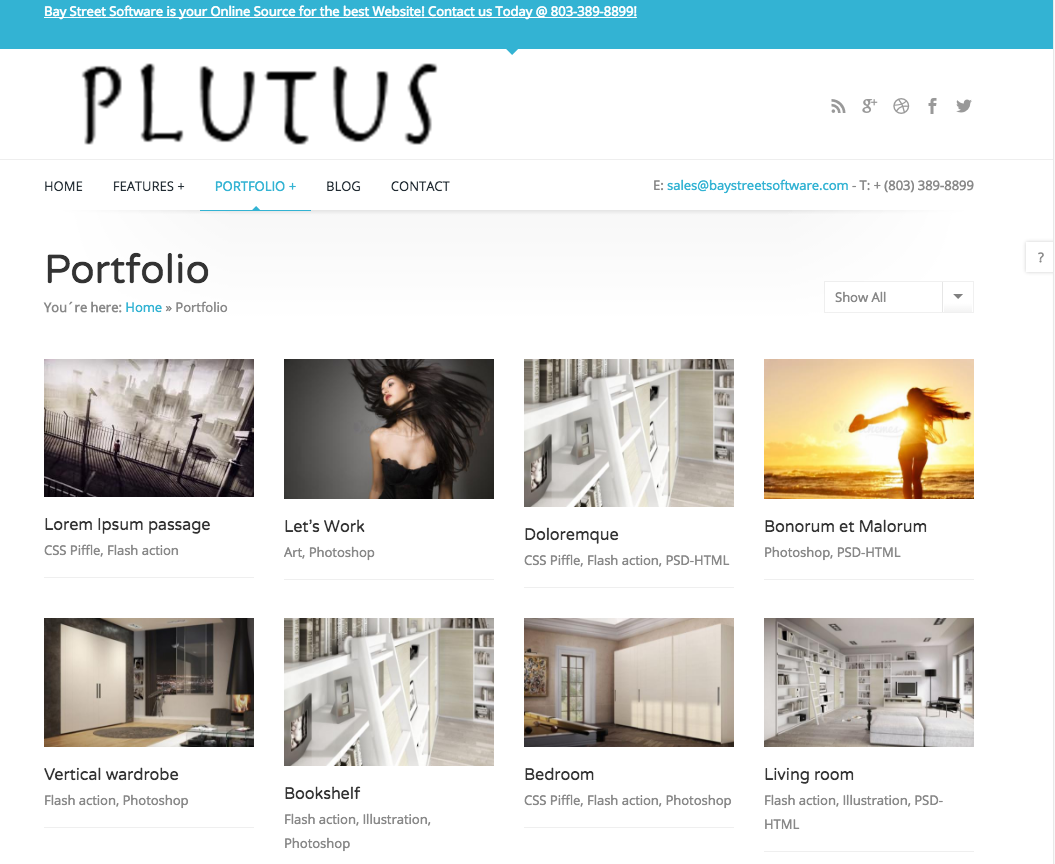 Bay Street Software is your Online Source for the best Website! Contact us Today @ 803-389-8899!
PLUTUS
g+
HOME FEATURES + PORTFOLIO + BLOG CONTACT
E: sales@baystreetsoftware.com - T: + (803) 389-8899
Portfolio
?
You´re here: Home » Portfolio
Show All
Lorem Ipsum passage
CSS Piffle, Flash action
Let's Work
Art, Photoshop
Doloremque
CSS Piffle, Flash action, PSD-HTML
Bonorum et Malorum
Photoshop, PSD-HTML
Vertical wardrobe
Flash action, Photoshop
Bookshelf
Flash action, Illustration,
Photoshop
Bedroom
CSS Piffle, Flash action, Photoshop
Living room
Flash action, Illustration, PSD-
HTML